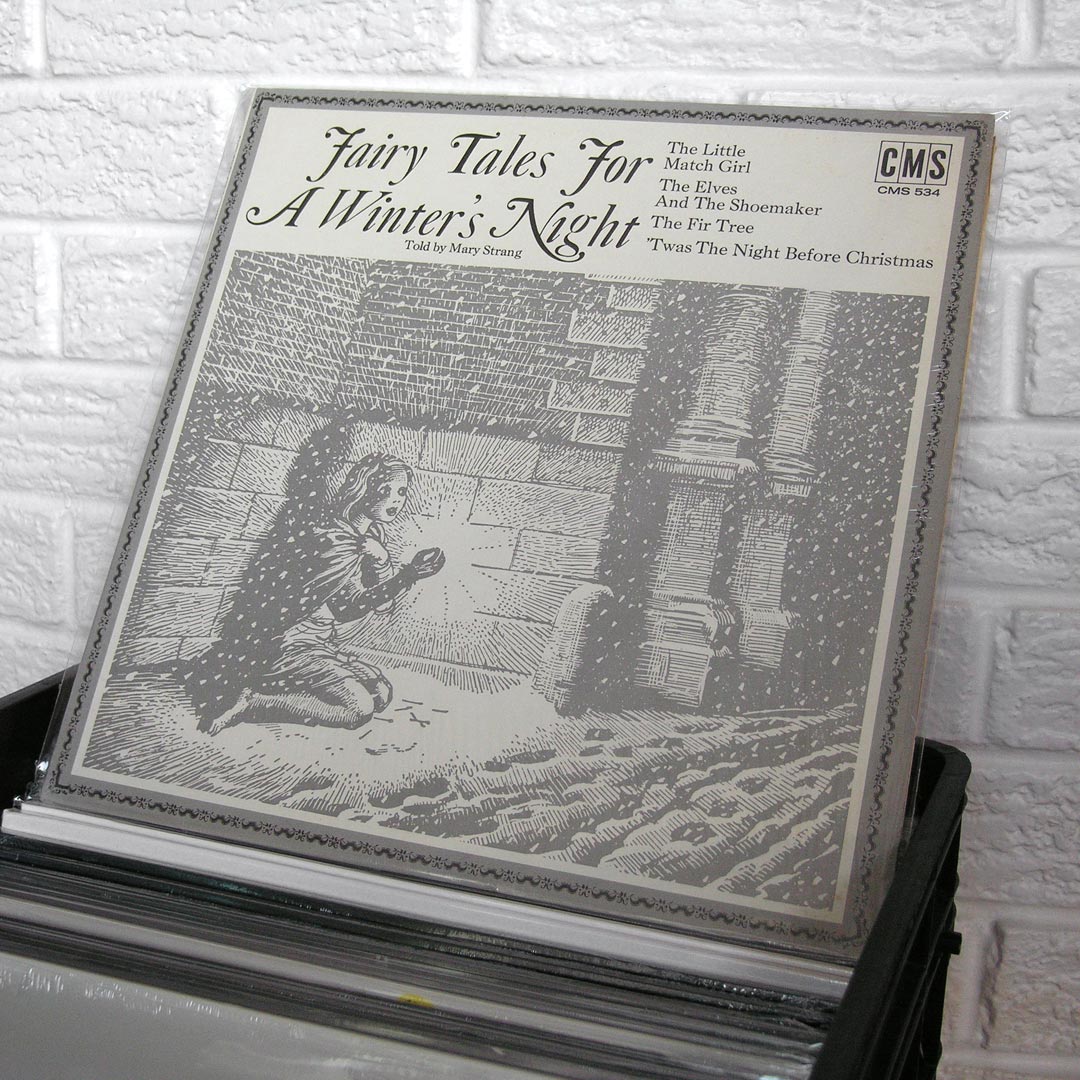 Fairy Tales For
A Winter's Night
Told by Mary Strang
The Little
Match Girl
The Elves
And The Shoemaker
The Fir Tree
'Twas The Night Before Christmas
CMS
CMS 534